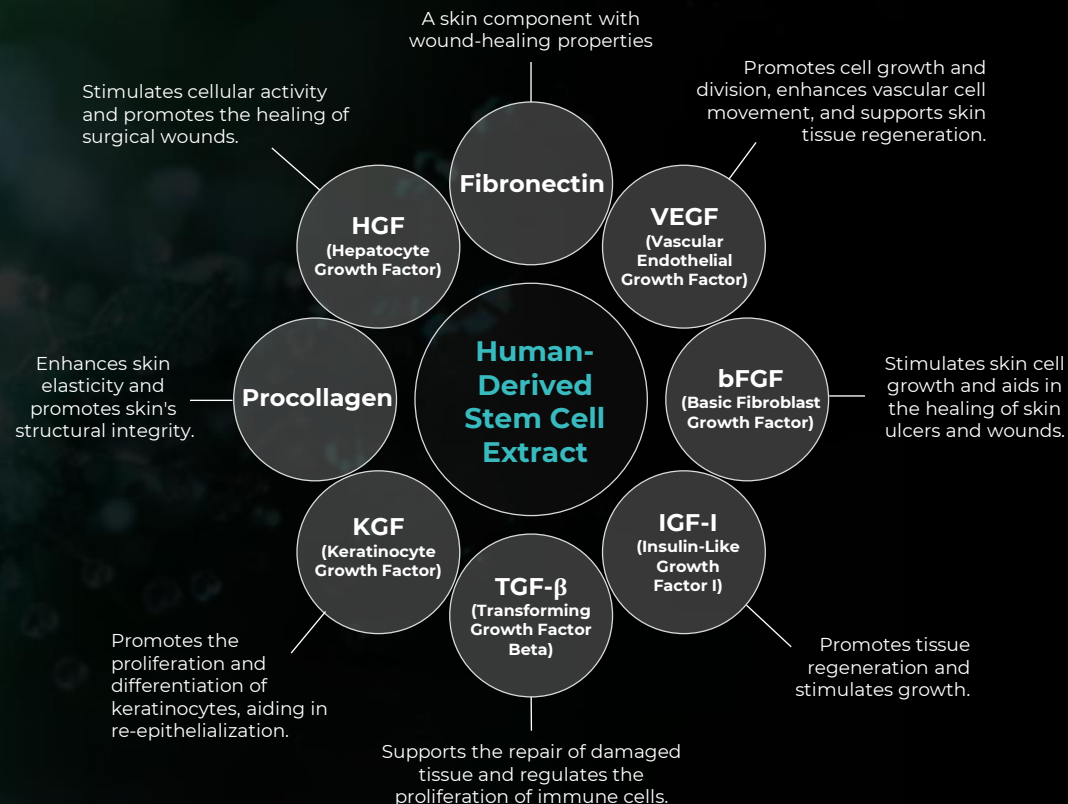 A skin component with
wound-healing properties
Fibronectin
Promotes cell growth and
division, enhances vascular cell
movement, and supports skin
tissue regeneration.
VEGF
(Vascular
Endothelial
Growth Factor)
Stimulates skin cell
growth and aids in
the healing of skin
ulcers and wounds.
bFGF
(Basic Fibroblast
Growth Factor)
IGF-I
(Insulin-Like
Growth
Factor I)
Promotes tissue
regeneration and
stimulates growth.
TGF-β
(Transforming
Growth Factor
Beta)
Supports the repair of damaged
tissue and regulates the
proliferation of immune cells.
KGF
(Keratinocyte
Growth Factor)
Promotes the
proliferation and
differentiation of
keratinocytes, aiding in
re-epithelialization.
Procollagen
Enhances skin
elasticity and
promotes skin's
structural integrity.
HGF
(Hepatocyte
Growth Factor)
Stimulates cellular activity
and promotes the healing of
surgical wounds.
Human-
Derived
Stem Cell
Extract